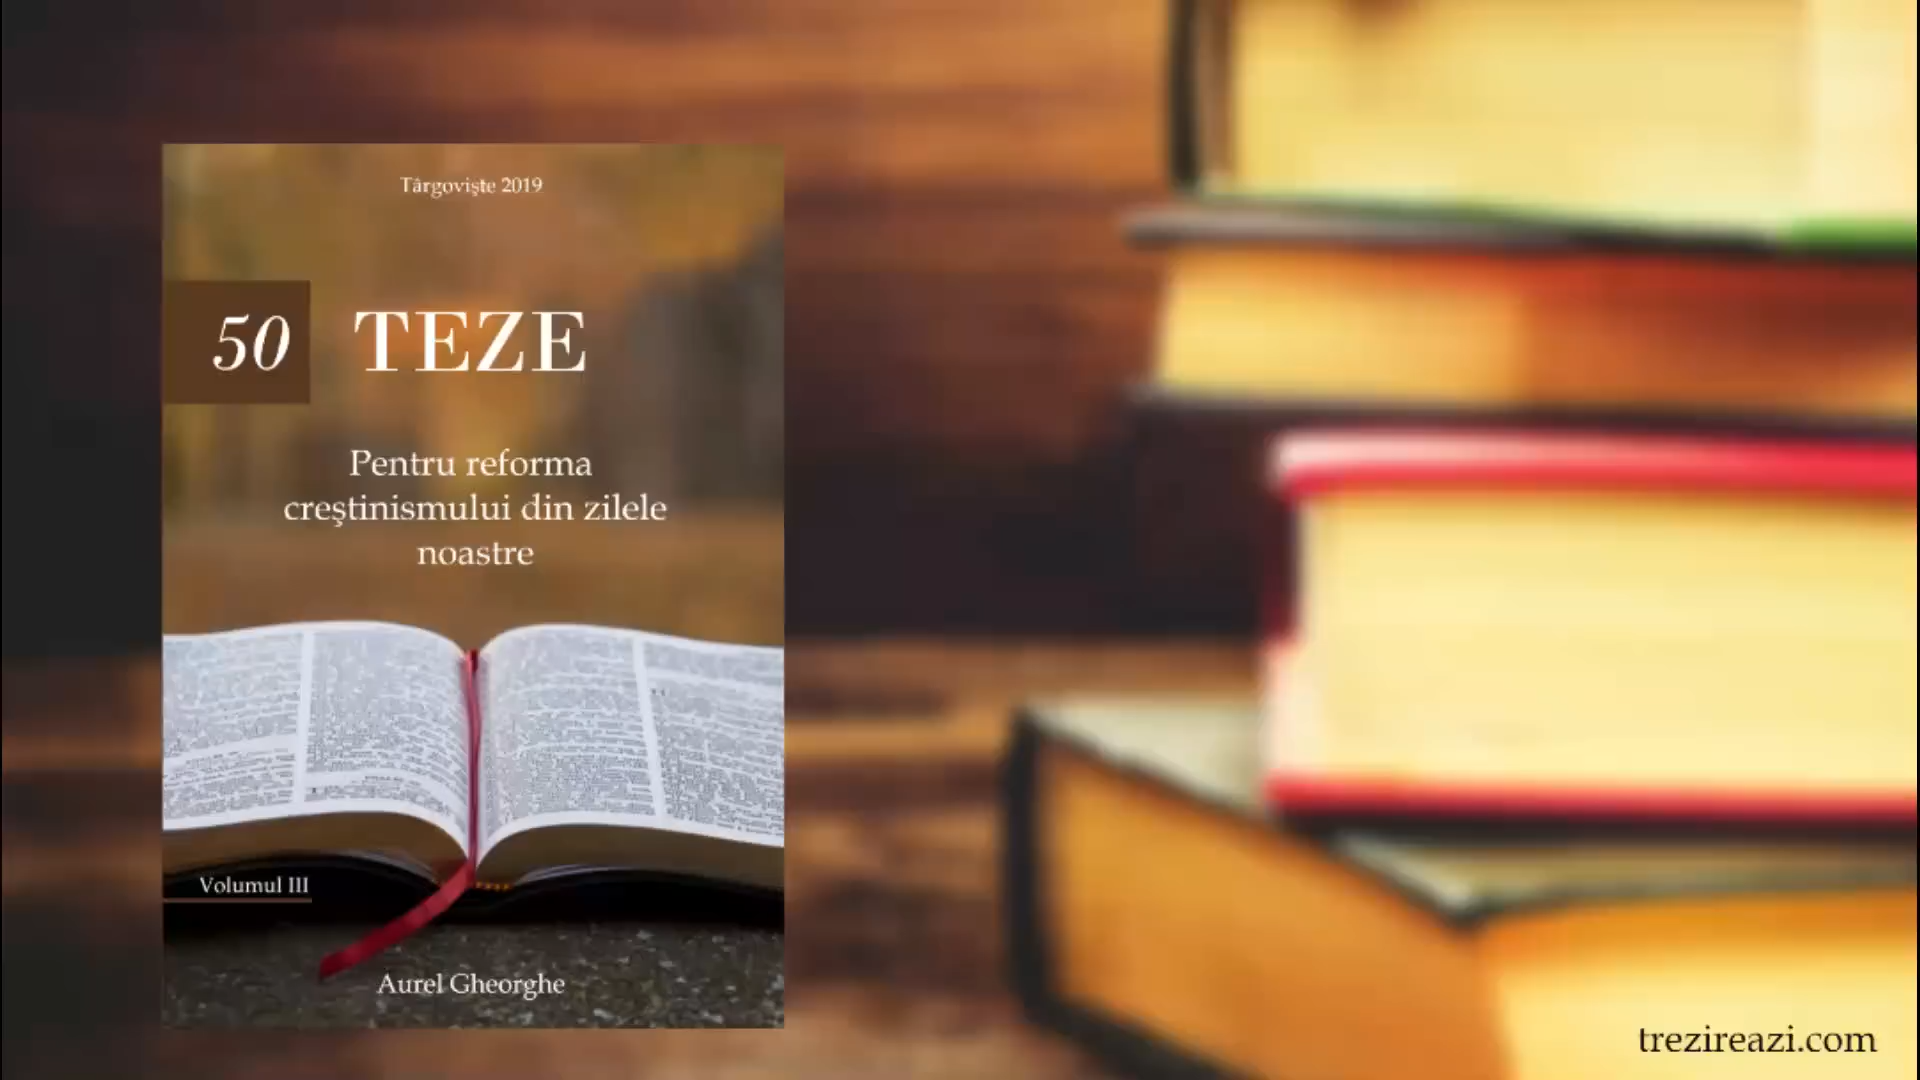 Târgovişte 2019
50 TEZE
Pentru reforma
creştinismului din zilele
noastre
Volumul III
Aurel Gheorghe
trezireazi.com